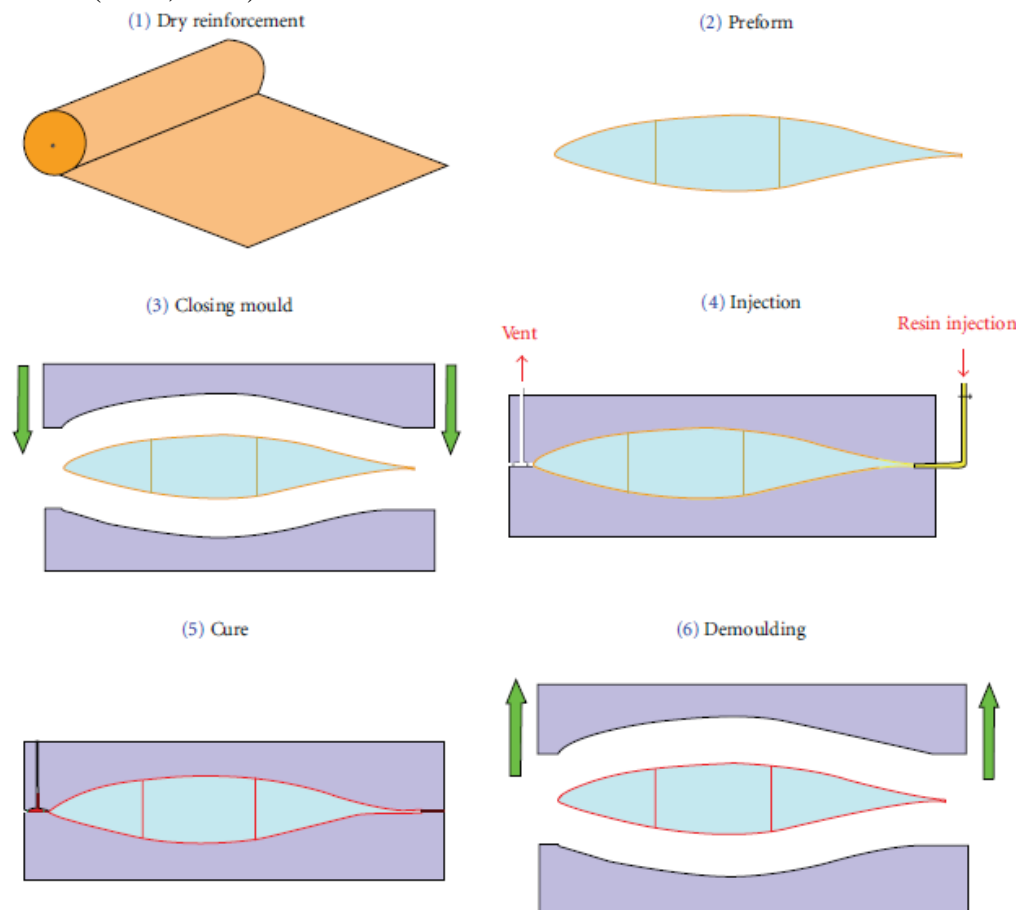 (1) Dry reinforcement
(2) Preform
(3) Closing mould
(4) Injection
Vent
Resin injection
(5) Cure
(6) Demoulding